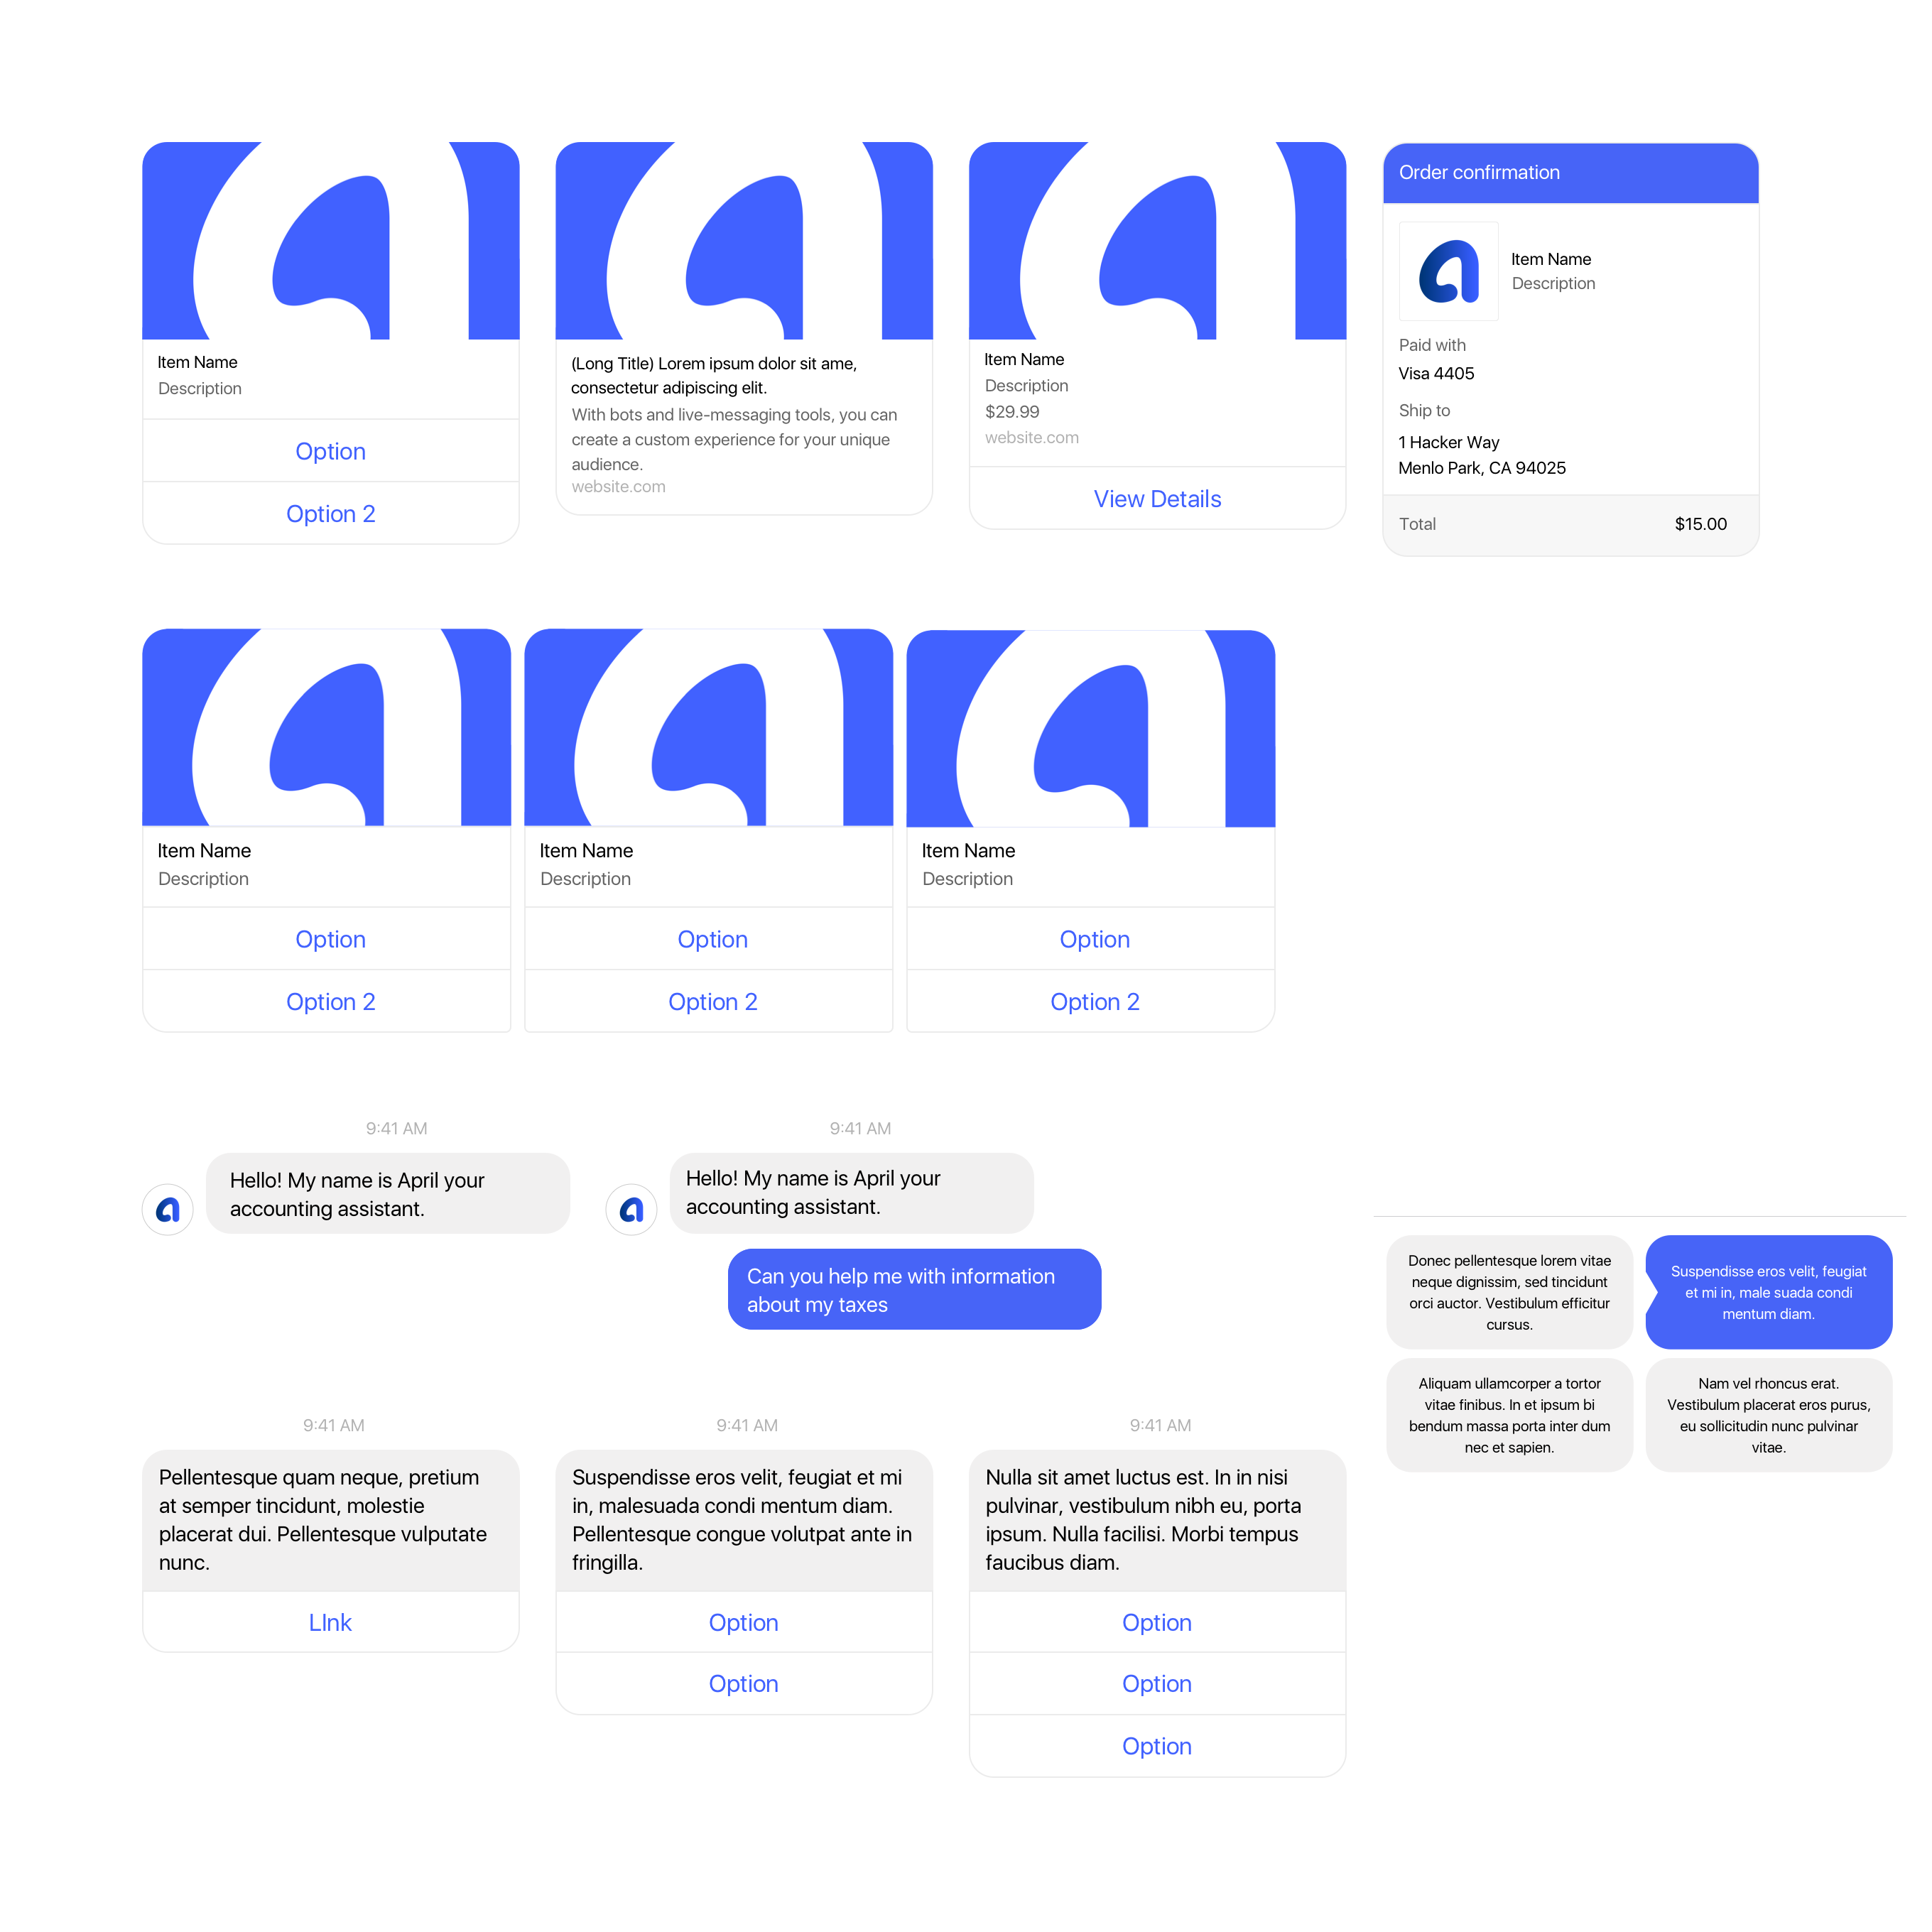 Item Name
Description
Option
Option 2
(Long Title) Lorem ipsum dolor sit ame,
consectetur adipiscing elit.
With bots and live-messaging tools, you can
create a custom experience for your unique
audience.
website.com
Item Name
Description
$29.99
website.com
View Details
Order confirmation
Item Name
Description
Paid with
Visa 4405
Ship to
1 Hacker Way
Menlo Park, CA 94025
Total
$15.00
Item Name
Description
Option
Option 2
Item Name
Description
Option
Option 2
Item Name
Description
Option
Option 2
9:41 AM
Hello! My name is April your
accounting assistant.
9:41 AM
Hello! My name is April your
accounting assistant.
Can you help me with information
about my taxes
Donec pellentesque lorem vitae
neque dignissim, sed tincidunt
orci auctor. Vestibulum efficitur
cursus.
Suspendisse eros velit, feugiat
et mi in, male suada condi
mentum diam.
Aliquam ullamcorper a tortor
vitae finibus. In et ipsum bi
bendum massa porta inter dum
nec et sapien.
Nam vel rhoncus erat.
Vestibulum placerat eros purus,
eu sollicitudin nunc pulvinar
vitae.
9:41 AM
Pellentesque quam neque, pretium
at semper tincidunt, molestie
placerat dui. Pellentesque vulputate
nunc.
LInk
9:41 AM
Suspendisse eros velit, feugiat et mi
in, malesuada condi mentum diam.
Pellentesque congue volutpat ante in
fringilla.
Option
Option
9:41 AM
Nulla sit amet luctus est. In in nisi
pulvinar, vestibulum nibh eu, porta
ipsum. Nulla facilisi. Morbi tempus
faucibus diam.
Option
Option
Option